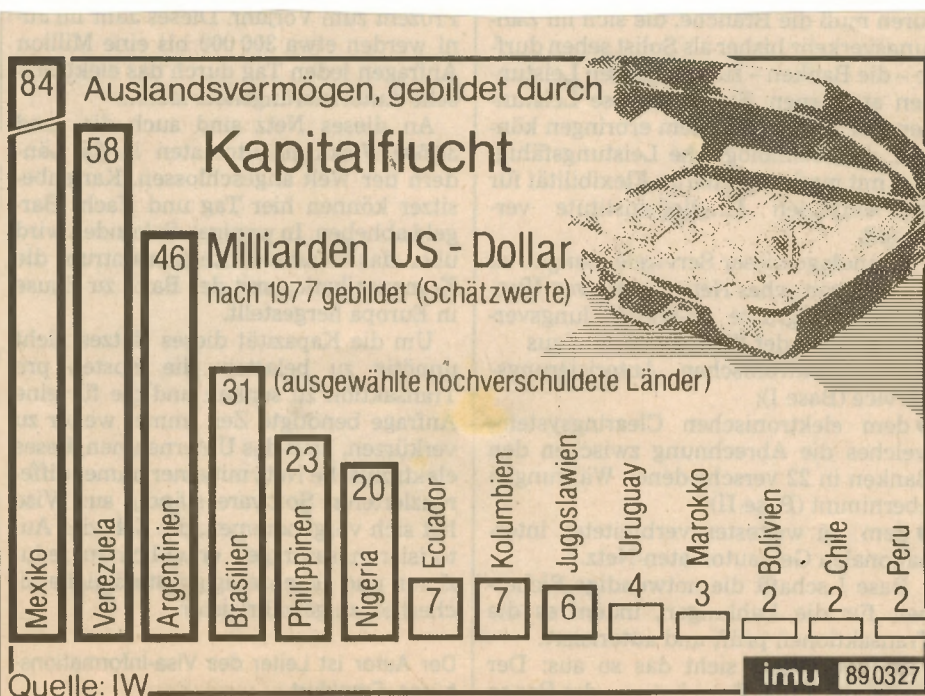 84
Auslandsvermögen, gebildet durch
58
Kapitalflucht
46
Milliarden US-Dollar
nach 1977 gebildet (Schätzwerte)
31
(ausgewählte hochverschuldete Länder)
23
20
7
7
6
4
3
2
2
2
Mexiko
Venezuela
Argentinien
Basilien
Philippinen
Nigeria
Ecuador
Kolumbien
Jugoslawien
Uruguay
Marokko
Bolivien
Chile
Peru
Quelle: IW
imu 890327